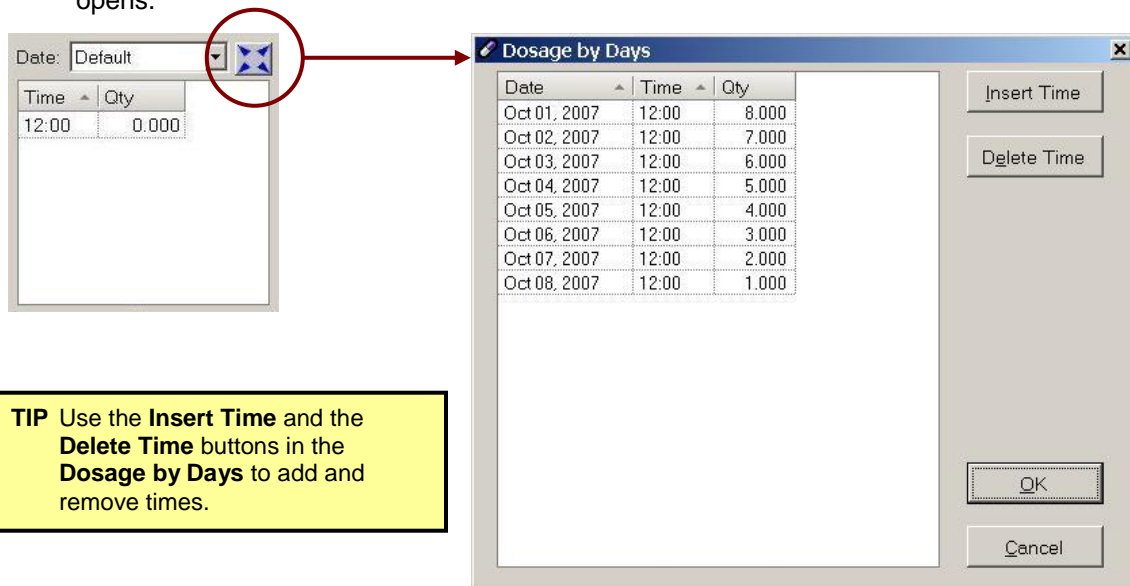 opens.
Date: Default
Time Qty
12:00 0.000
Dosage by Days
Date Time Qty
Oct 01, 2007 12:00 8.000
Oct 02, 2007 12:00 7.000
Oct 03, 2007 12:00 6.000
Oct 04, 2007 12:00 5.000
Oct 05, 2007 12:00 4.000
Oct 06, 2007 12:00 3.000
Oct 07, 2007 12:00 2.000
Oct 08, 2007 12:00 1.000
Insert Time
Delete Time
OK
Cancel
TIP Use the Insert Time and the
Delete Time buttons in the
Dosage by Days to add and
remove times.